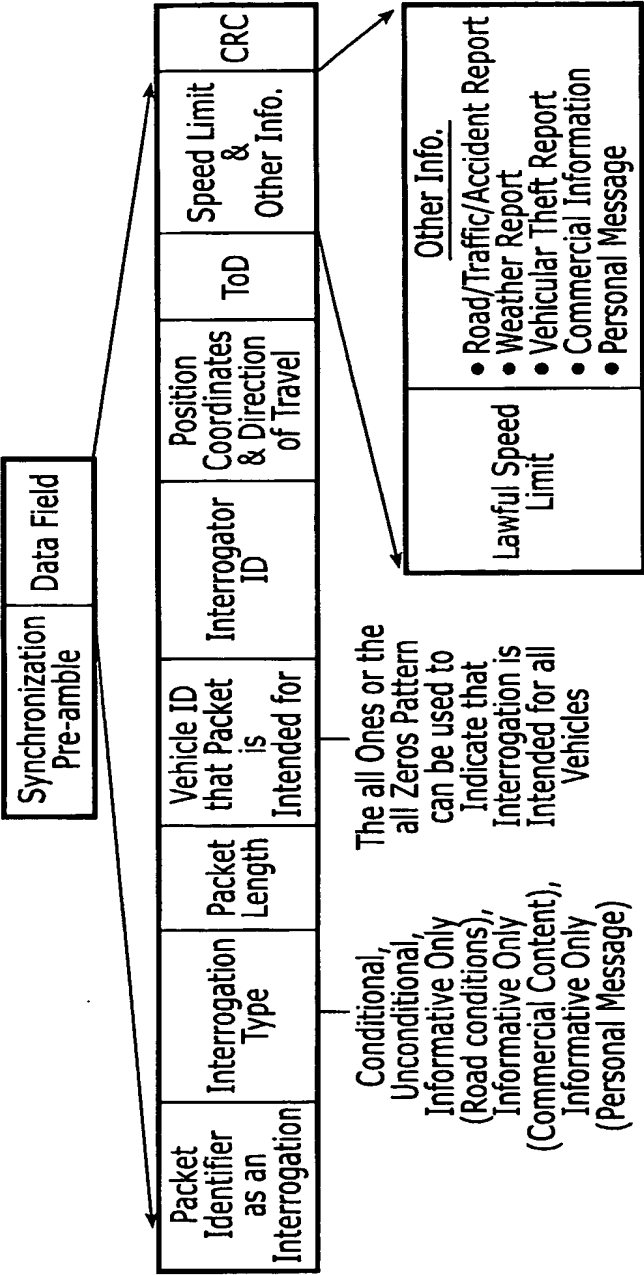 Synchronization
Pre-amble
Data Field
Packet
Identifier
as an
Interrogation
Interrogation
Type
Packet
Length
Vehicle ID
that Packet
is
Intended for
Interrogator
ID
Position
Coordinates
& Direction
of Travel
ToD
Speed Limit
&
Other Info.
CRC
Conditional,
Unconditional,
Informative Only
(Road conditions),
Informative Only
(Commercial Content),
Informative Only
(Personal Message)
The all Ones or the
all Zeros Pattern
can be used to
Indicate that
Interrogation is
Intended for all
Vehicles
Lawful Speed
Limit
Other Info.
• Road/Traffic/Accident Report
• Weather Report
• Vehicular Theft Report
• Commercial Information
• Personal Message